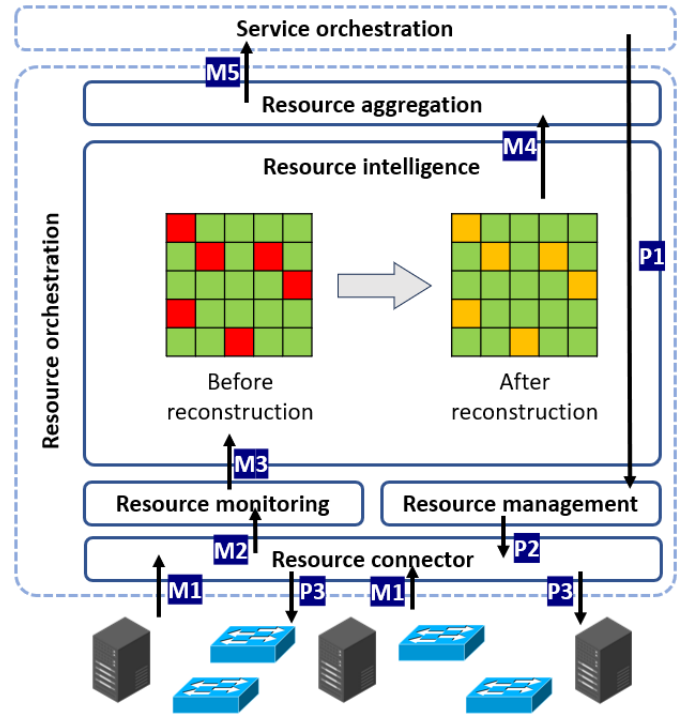 Service orchestration
M5
Resource aggregation
M4
Resource intelligence
P1
Resource orchestration
Before
reconstruction
After
reconstruction
M3
Resource monitoring
Resource management
M2
P2
Resource connector
M1
P3
M1
P3